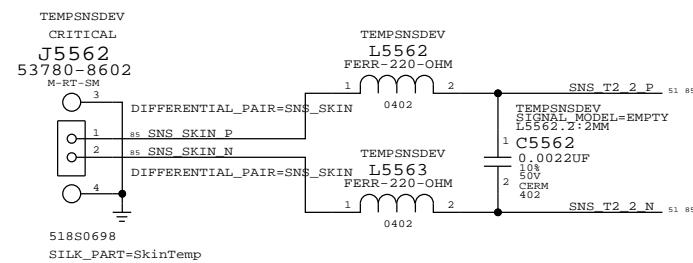 TEMPSNSDEV
CRITICAL
J5562
53780-8602
M-RT-SM
3
1
2
4
518S0698
SILK_PART=SkinTemp
DIFFERENTIAL_PAIR=SNS_SKIN
85 SNS_SKIN_P
85 SNS_SKIN_N
DIFFERENTIAL_PAIR=SNS_SKIN
TEMPSNSDEV
L5562
FERR-220-OHM
1 2
0402
TEMPSNSDEV
L5563
FERR-220-OHM
1 2
0402
SNS_T2_2_P 51 85
TEMPSNSDEV
SIGNAL_MODEL=EMPTY
L5562.2:2MM
1 C5562
0.0022UF
10%
50V
2 CERM
402
SNS_T2_2_N 51 85